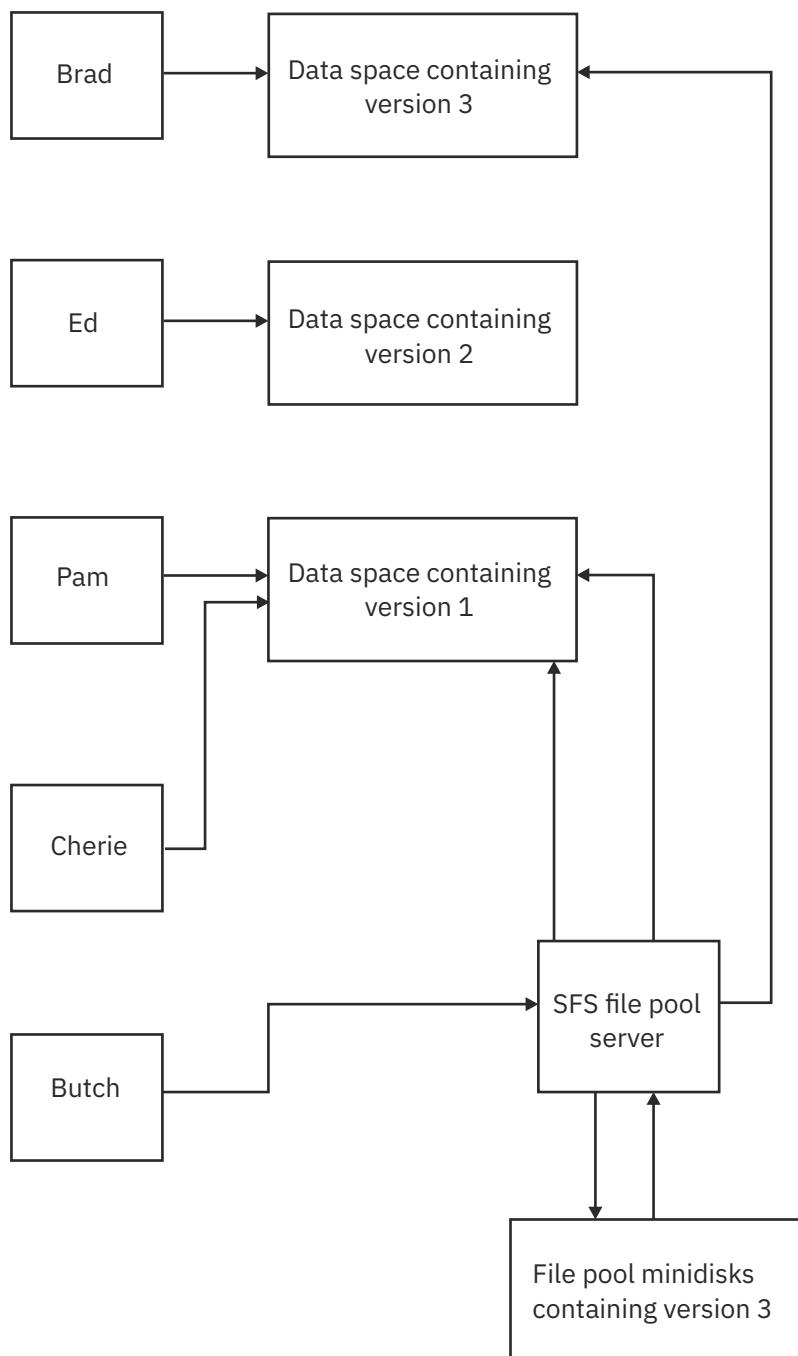 Brad
Data space containing
version 3
Ed
Data space containing
version 2
Pam
Data space containing
version 1
Cherie
SFS file pool
server
Butch
File pool minidisks
containing version 3